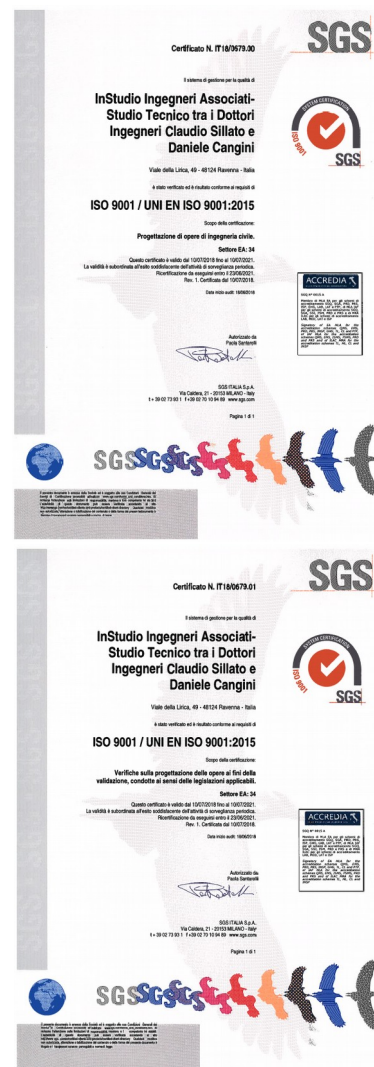 SGS
Certificato N. IT18/0679.00
Il sistema di gestione per la qualità di
InStudio Ingegneri Associati-
Studio Tecnico tra i Dottori
Ingegneri Claudio Sillato e
Daniele Cangini
Viale della Lirica, 49 - 48124 Ravenna - Italia
è stato verificato ed è risultato conforme ai requisiti di
ISO 9001 / UNI EN ISO 9001:2015
Scopo della certificazione:
Progettazione di opere di ingegneria civile.
Settore EA: 34
Questo certificato è valido dal 10/07/2018 fino al 10/07/2021.
La validità è subordinata all'esito soddisfacente dell'attività di sorveglianza periodica.
Ricertificazione da eseguirsi entro il 23/06/2021.
Rev. 1. Certificata dal 10/07/2018.
Data inizio audit: 18/06/2018
Autorizzato da
Paola Santarelli
SGS ITALIA S.p.A.
Via Caldera, 21 - 20153 MILANO - Italy
t + 39 02 73 93 1 f +39 02 70 10 94 89 www.sgs.com
Pagina 1 di 1
SYSTEM CERTIFICATION
ISO 9001
SGS
ACCREDIA
SGSSGSSGS
SGS
Certificato N. IT18/0679.01
Il sistema di gestione per la qualità di
InStudio Ingegneri Associati-
Studio Tecnico tra i Dottori
Ingegneri Claudio Sillato e
Daniele Cangini
Viale della Lirica, 49 - 48124 Ravenna - Italia
è stato verificato ed è risultato conforme ai requisiti di
ISO 9001 / UNI EN ISO 9001:2015
Scopo della certificazione:
Verifiche sulla progettazione delle opere ai fini della
validazione, condotte ai sensi delle legislazioni applicabili.
Settore EA: 34
Questo certificato è valido dal 10/07/2018 fino al 10/07/2021.
La validità è subordinata all'esito soddisfacente dell'attività di sorveglianza periodica.
Ricertificazione da eseguirsi entro il 23/06/2021.
Rev. 1. Certificata dal 10/07/2018.
Data inizio audit: 18/06/2018
Autorizzato da
Paola Santarelli
SGS ITALIA S.p.A.
Via Caldera, 21 - 20153 MILANO - Italy
t + 39 02 73 93 1 f +39 02 70 10 94 89 www.sgs.com
Pagina 1 di 1
SYSTEM CERTIFICATION
ISO 9001
SGS
ACCREDIA
SGSSGSSGS